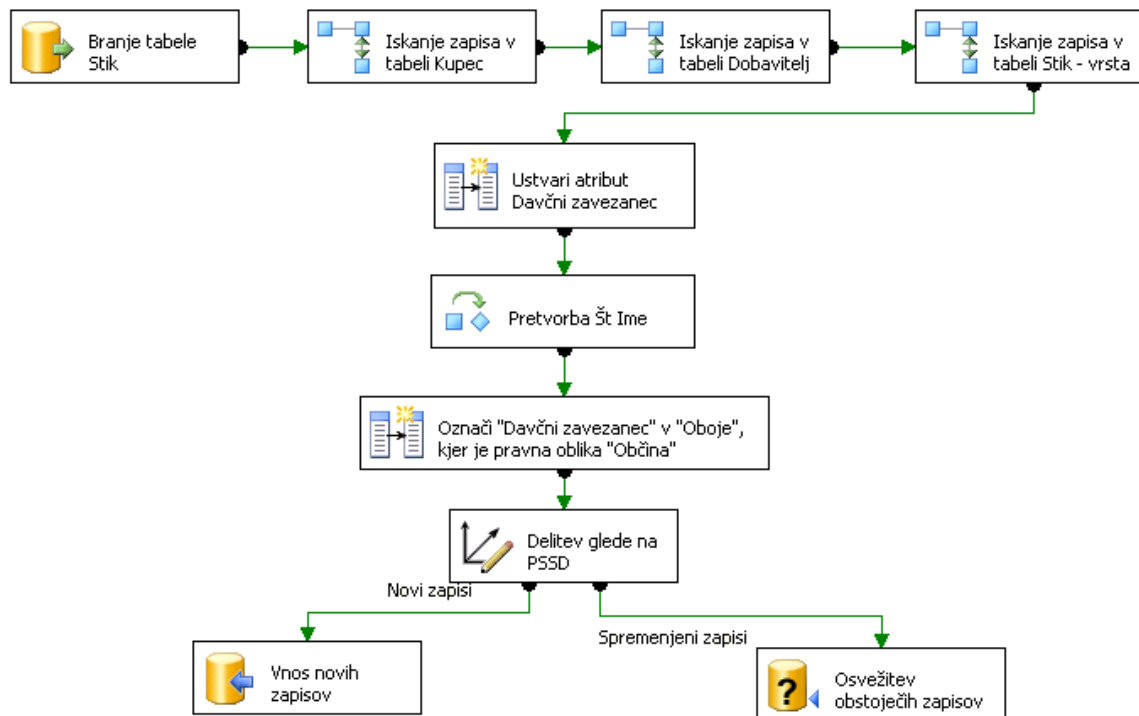 Branje tabele
Stik
Iskanje zapisa v
tabeli Kupec
Iskanje zapisa v
tabeli Dobavitelj
Iskanje zapisa v
tabeli Stik - vrsta
Ustvari atribut
Davčni zavezanec
Pretvorba Št Ime
Označi "Davčni zavezanec" v "Oboje",
kjer je pravna oblika "Občina"
Delitev glede na
PSSD
Novi zapisi
Spremenjeni zapisi
Vnos novih
zapisov
?
Osvežitev
obstoječih zapisov